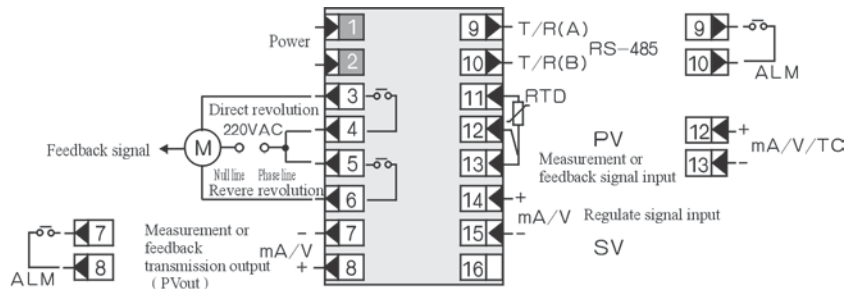 Power
1
2
3
4
5
6
7
8
9
10
11
12
13
14
15
16
Direct revolution
220VAC
Feedback signal
M
Null line
Phase line
Revere revolution
7
8
ALM
Measurement or
feedback
transmission output
( PVout )
-
mA/V
+
T/R(A)
T/R(B)
RS-485
RTD
PV
Measurement or
feedback signal input
+
mA/V
-
Regulate signal input
SV
9
10
ALM
12
13
+
mA/V/TC
-